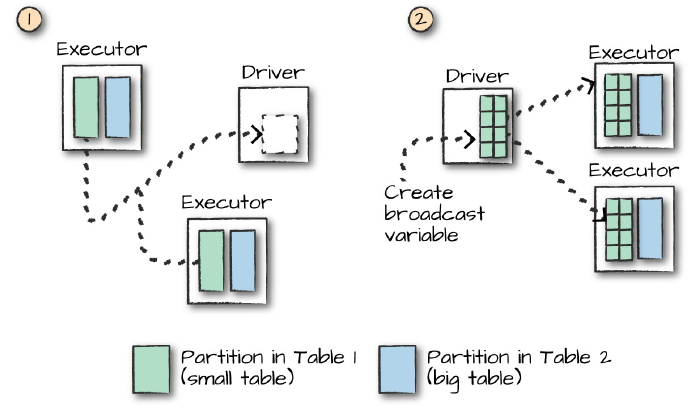 1
Executor
Driver
Executor
2
Driver
Executor
Executor
Create
broadcast
variable
Partition in Table 1
(small table)
Partition in Table 2
(big table)